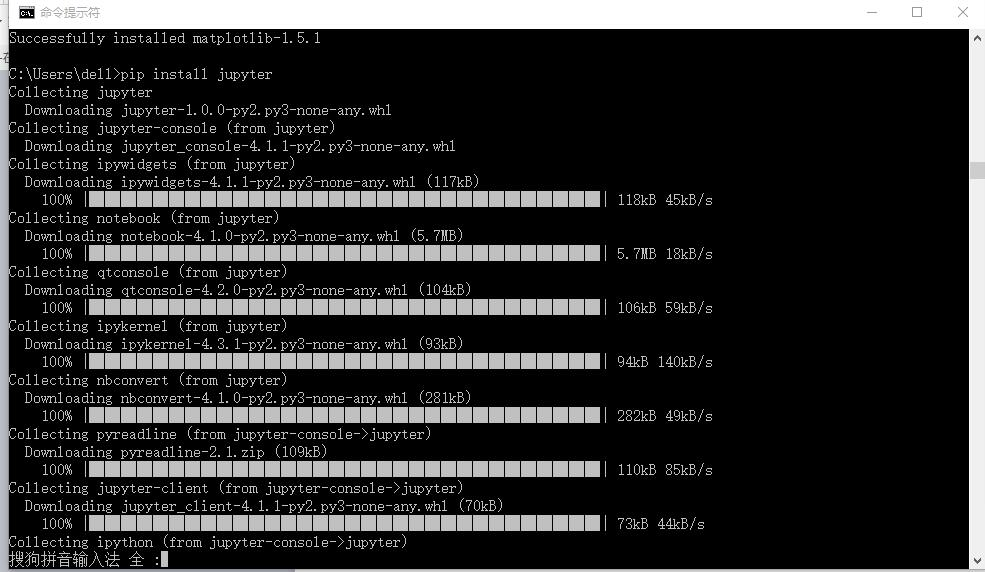 命令提示符
Successfully installed matplotlib-1.5.1
C:\Users\dell>pip install jupyter
Collecting jupyter
Downloading jupyter-1.0.0-py2.py3-none-any.whl
Collecting jupyter-console (from jupyter)
Downloading jupyter_console-4.1.1-py2.py3-none-any.whl
Collecting ipywidgets (from jupyter)
Downloading ipywidgets-4.1.1-py2.py3-none-any.whl (117kB)
100% |████████████████████████████████| 118kB 45kB/s
Collecting notebook (from jupyter)
Downloading notebook-4.1.0-py2.py3-none-any.whl (5.7MB)
100% |████████████████████████████████| 5.7MB 18kB/s
Collecting qtconsole (from jupyter)
Downloading qtconsole-4.2.0-py2.py3-none-any.whl (104kB)
100% |████████████████████████████████| 106kB 59kB/s
Collecting ipykernel (from jupyter)
Downloading ipykernel-4.3.1-py2.py3-none-any.whl (93kB)
100% |████████████████████████████████| 94kB 140kB/s
Collecting nbconvert (from jupyter)
Downloading nbconvert-4.1.0-py2.py3-none-any.whl (281kB)
100% |████████████████████████████████| 282kB 49kB/s
Collecting pyreadline (from jupyter-console->jupyter)
Downloading pyreadline-2.1.zip (109kB)
100% |████████████████████████████████| 110kB 85kB/s
Collecting jupyter-client (from jupyter-console->jupyter)
Downloading jupyter_client-4.1.1-py2.py3-none-any.whl (70kB)
100% |████████████████████████████████| 73kB 44kB/s
Collecting ipython (from jupyter-console->jupyter)
搜狗拼音输入法 全 :